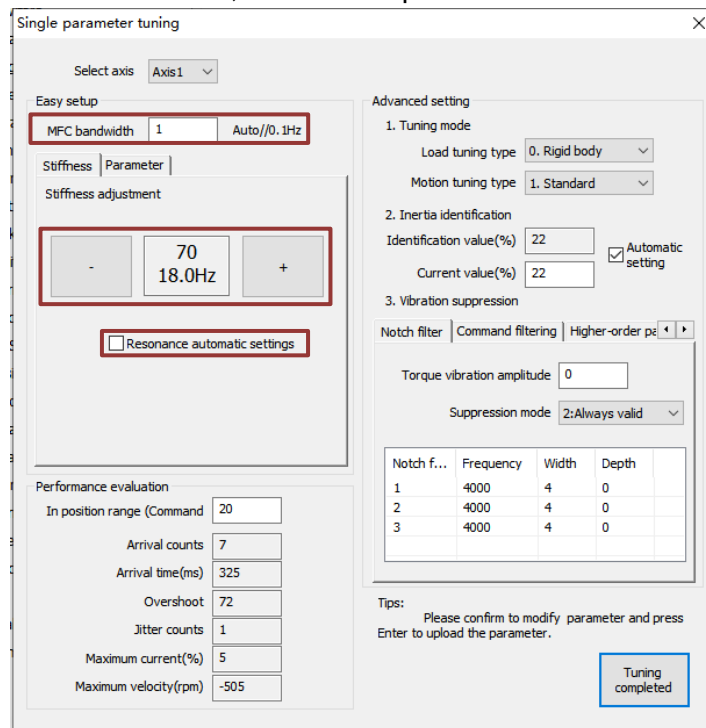 Single parameter tuning
Select axis Axis1
Easy setup
MFC bandwidth 1 Auto//0.1Hz
Stiffness Parameter
Stiffness adjustment
- 70 +
18.0Hz
Resonance automatic settings
Performance evaluation
In position range (Command 20
Arrival counts 7
Arrival time(ms) 325
Overshoot 72
Jitter counts 1
Maximum current(%) 5
Maximum velocity(rpm) -505
Advanced setting
1. Tuning mode
Load tuning type 0. Rigid body
Motion tuning type 1. Standard
2. Inertia identification
Identification value(%) 22
Automatic
setting
Current value(%) 22
3. Vibration suppression
Notch filter Command filtering Higher-order pa
Torque vibration amplitude 0
Suppression mode 2:Always valid
Notch f... Frequency Width Depth
1 4000 4 0
2 4000 4 0
3 4000 4 0
Tips:
Please confirm to modify parameter and press
Enter to upload the parameter.
Tuning
completed